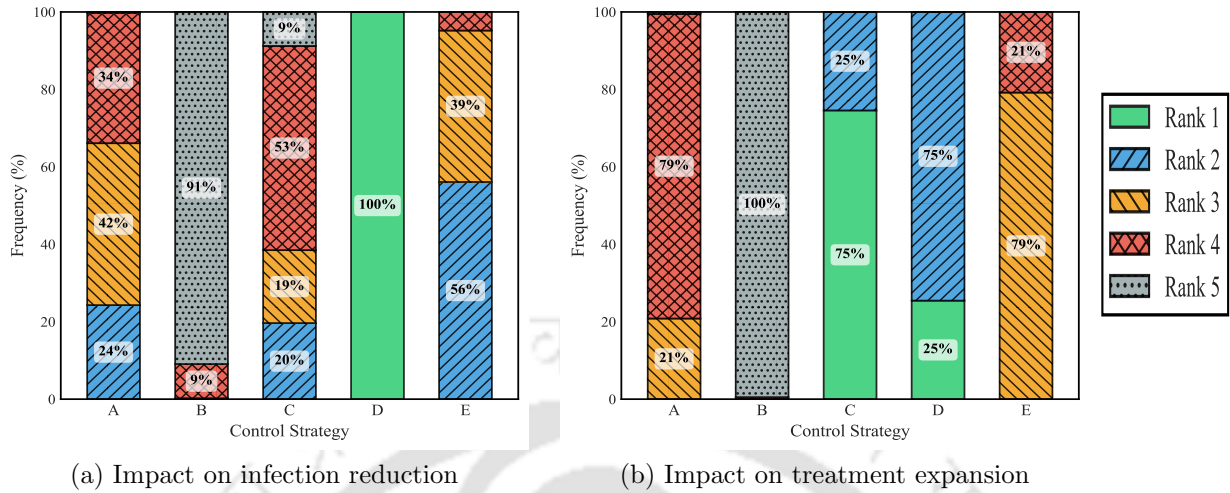 100
80
60
40
20
0
Frequency (%)
34%
42%
24%
91%
9%
9%
53%
19%
20%
100%
39%
56%
A B C D E
Control Strategy
(a) Impact on infection reduction
100
80
60
40
20
0
Frequency (%)
79%
21%
100%
25%
75%
75%
25%
21%
79%
A B C D E
Control Strategy
(b) Impact on treatment expansion
Rank 1
Rank 2
Rank 3
Rank 4
Rank 5